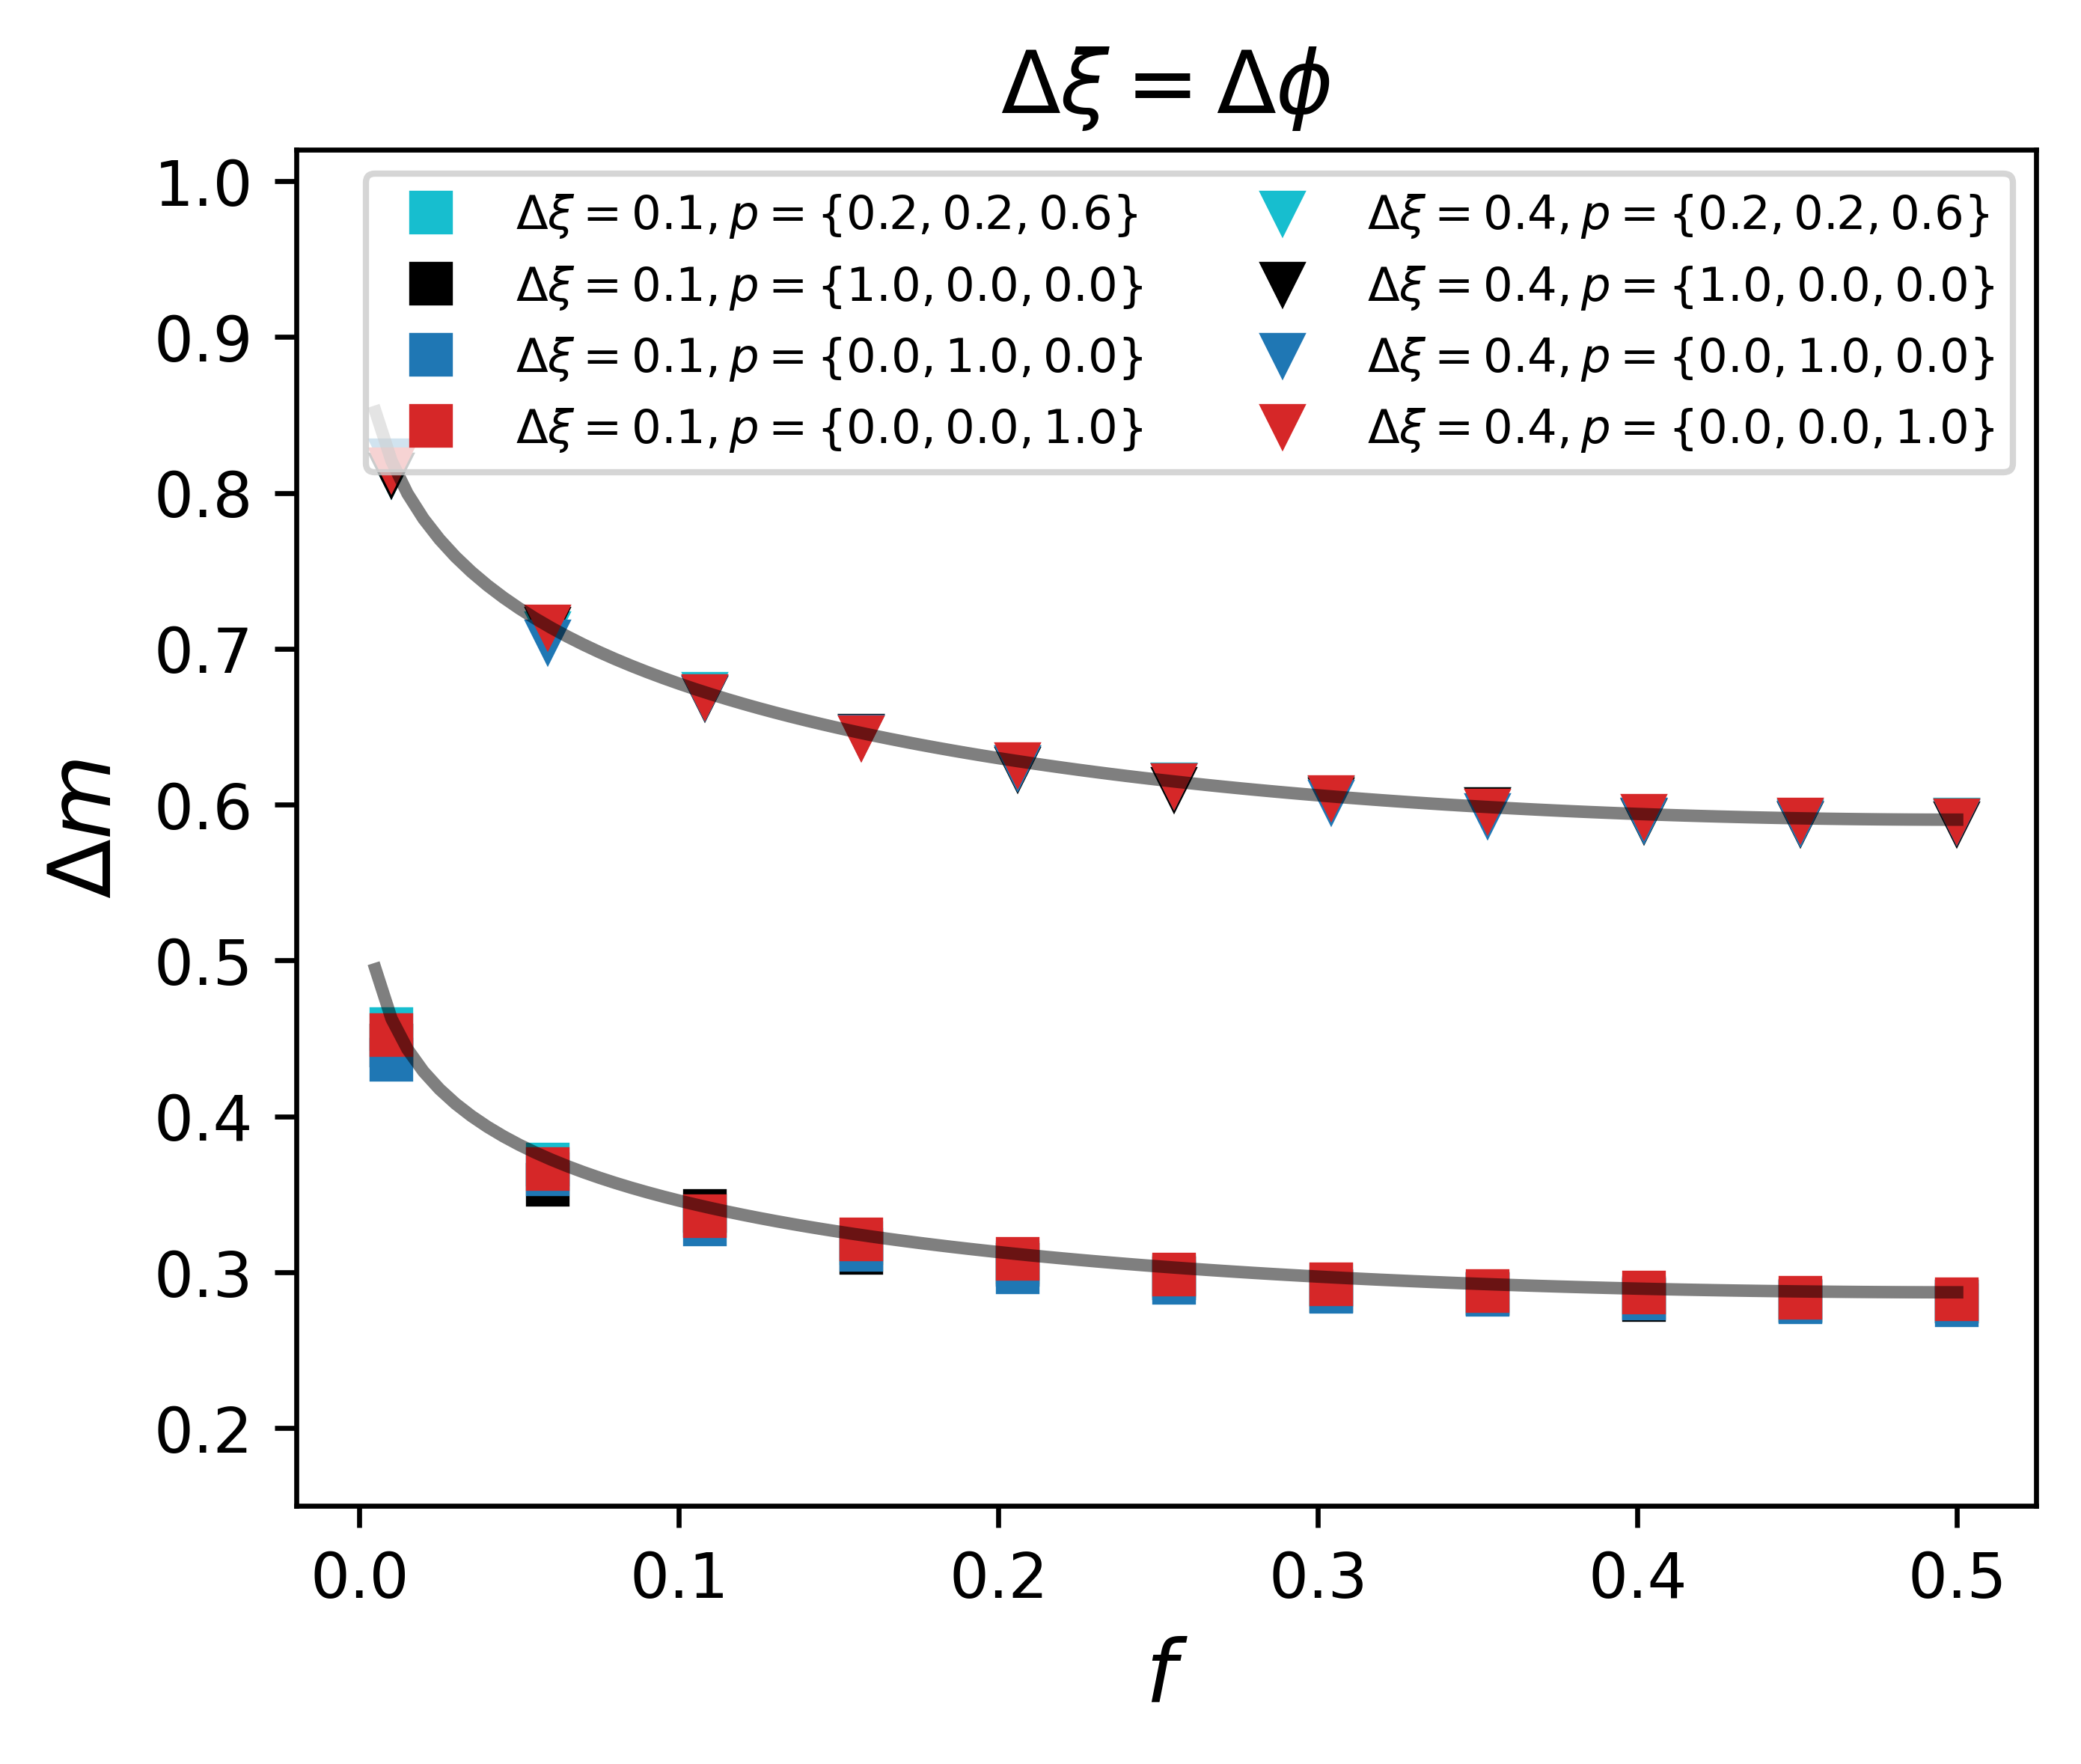 Δξ = Δϕ
1.0
0.9
0.8
0.7
0.6
0.5
0.4
0.3
0.2
Δm
Δξ = 0.1, p = {0.2, 0.2, 0.6}
Δξ = 0.1, p = {1.0, 0.0, 0.0}
Δξ = 0.1, p = {0.0, 1.0, 0.0}
Δξ = 0.1, p = {0.0, 0.0, 1.0}
Δξ = 0.4, p = {0.2, 0.2, 0.6}
Δξ = 0.4, p = {1.0, 0.0, 0.0}
Δξ = 0.4, p = {0.0, 1.0, 0.0}
Δξ = 0.4, p = {0.0, 0.0, 1.0}
0.0 0.1 0.2 0.3 0.4 0.5
f